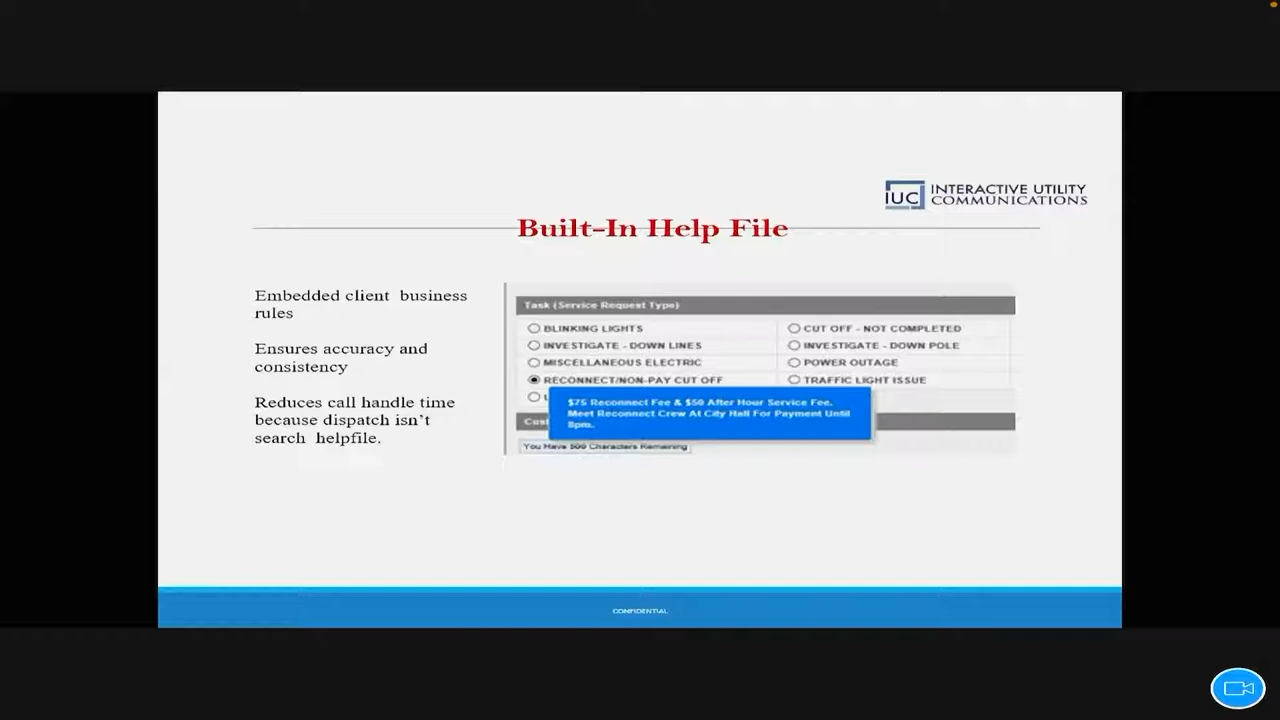 IUC INTERACTIVE UTILITY
COMMUNICATIONS
Built-In Help File
Embedded client business
rules
Ensures accuracy and
consistency
Reduces call handle time
because dispatch isn't
search helpfile.
Task (Service Request Type)
BLINKING LIGHTS
CUT OFF - NOT COMPLETED
INVESTIGATE - DOWN LINES
INVESTIGATE - DOWN POLE
MISCELLANEOUS ELECTRIC
POWER OUTAGE
RECONNECT/NON-PAY CUT OFF
TRAFFIC LIGHT ISSUE
$75 Reconnect Fee & $50 After Hour Service Fee.
Meet Reconnect Crew At City Hall For Payment Until
8pm.
You Have 500 Characters Remaining
CONFIDENTIAL